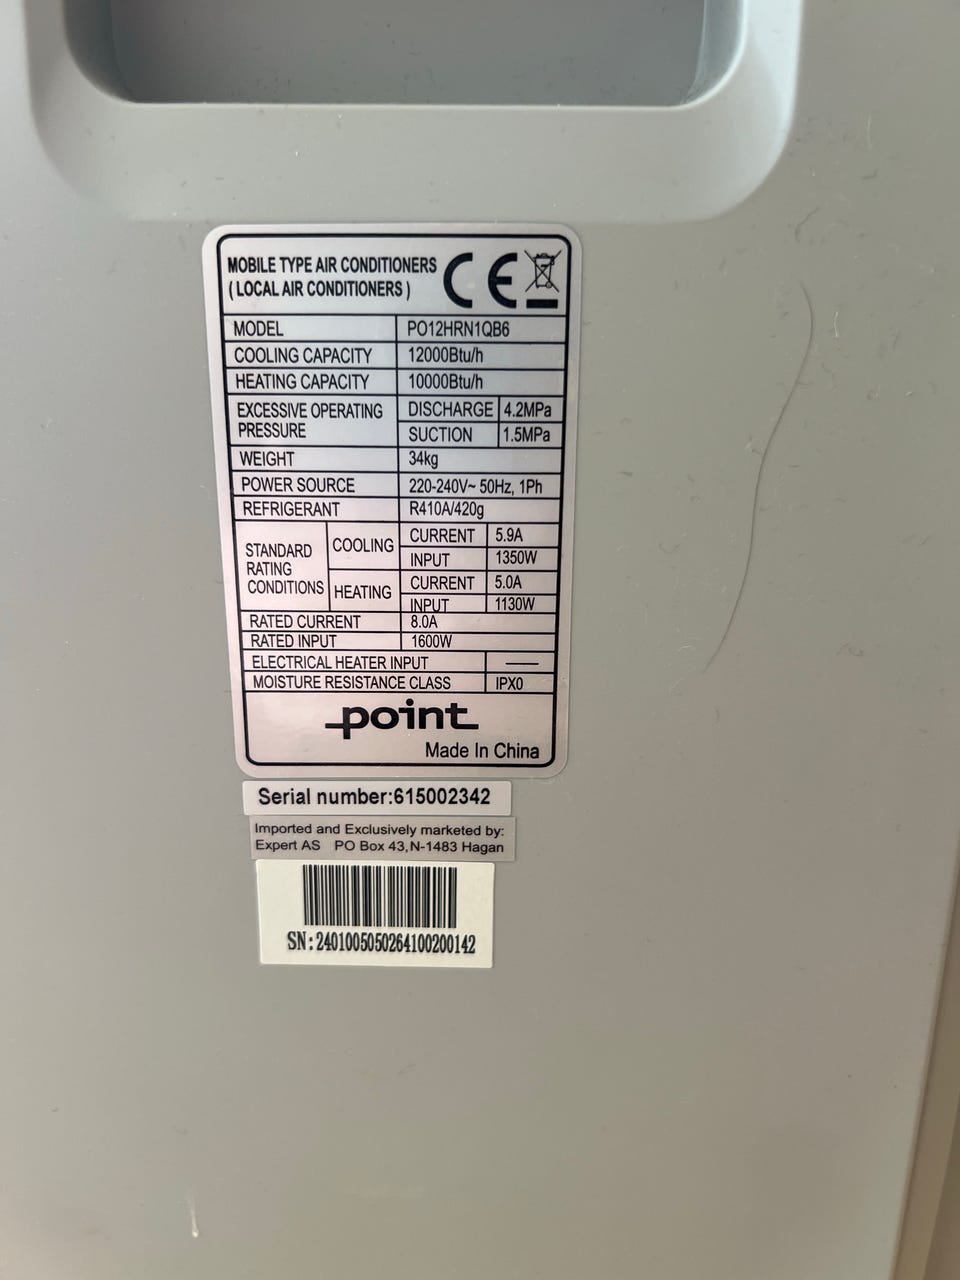 MOBILE TYPE AIR CONDITIONERS
( LOCAL AIR CONDITIONERS )
CE
MODEL PO12HRN1QB6
COOLING CAPACITY 12000Btu/h
HEATING CAPACITY 10000Btu/h
EXCESSIVE OPERATING PRESSURE DISCHARGE 4.2MPa
SUCTION 1.5MPa
WEIGHT 34kg
POWER SOURCE 220-240V~ 50Hz, 1Ph
REFRIGERANT R410A/420g
STANDARD RATING CONDITIONS COOLING CURRENT 5.9A
INPUT 1350W
HEATING CURRENT 5.0A
INPUT 1130W
RATED CURRENT 8.0A
RATED INPUT 1600W
ELECTRICAL HEATER INPUT —
MOISTURE RESISTANCE CLASS IPX0
point
Made In China
Serial number:615002342
Imported and Exclusively marketed by:
Expert AS PO Box 43,N-1483 Hagan
SN:2401005050264100200142